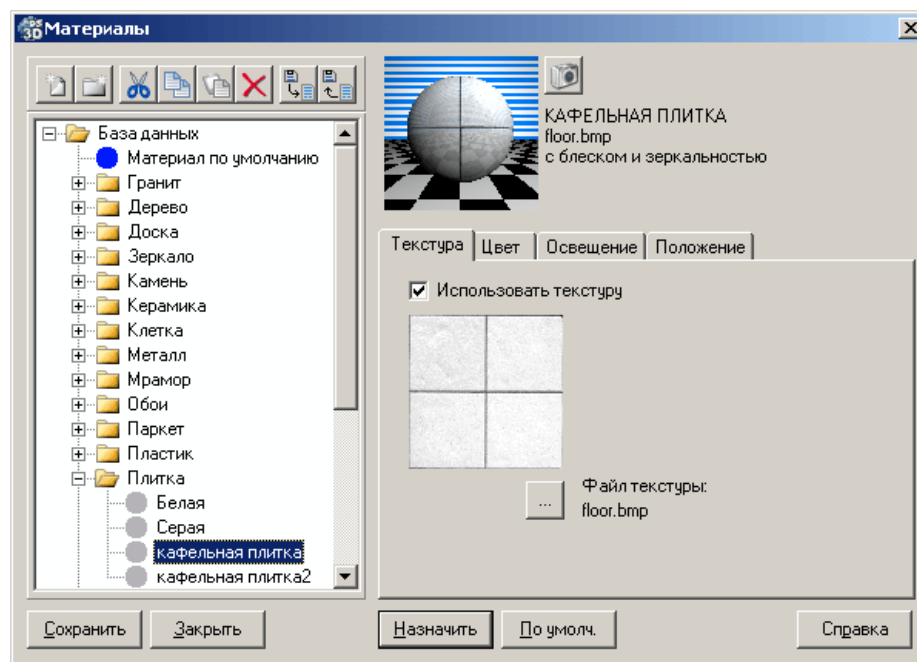 Материалы
База данных
Материал по умолчанию
Гранит
Дерево
Доска
Зеркало
Камень
Керамика
Клетка
Металл
Мрамор
Обои
Паркет
Пластик
Плитка
Белая
Серая
кафельная плитка
кафельная плитка2
КАФЕЛЬНАЯ ПЛИТКА
floor.bmp
с блеском и зеркальностью
Текстура Цвет Освещение Положение
Использовать текстуру
Файл текстуры:
... floor.bmp
Сохранить Закрыть Назначить По умолч. Справка